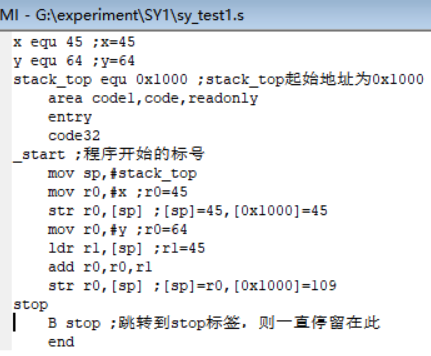 MI - G:\experiment\SY1\sy_test1.s
x equ 45 ;x=45
y equ 64 ;y=64
stack_top equ 0x1000 ;stack_top起始地址为0x1000
area code1,code,readonly
entry
code32
_start ;程序开始的标号
mov sp,#stack_top
mov r0,#x ;r0=45
str r0,[sp] ;[sp]=45,[0x1000]=45
mov r0,#y ;r0=64
ldr r1,[sp] ;r1=45
add r0,r0,r1
str r0,[sp] ;[sp]=r0,[0x1000]=109
stop
B stop ;跳转到stop标签，则一直停留在此
end